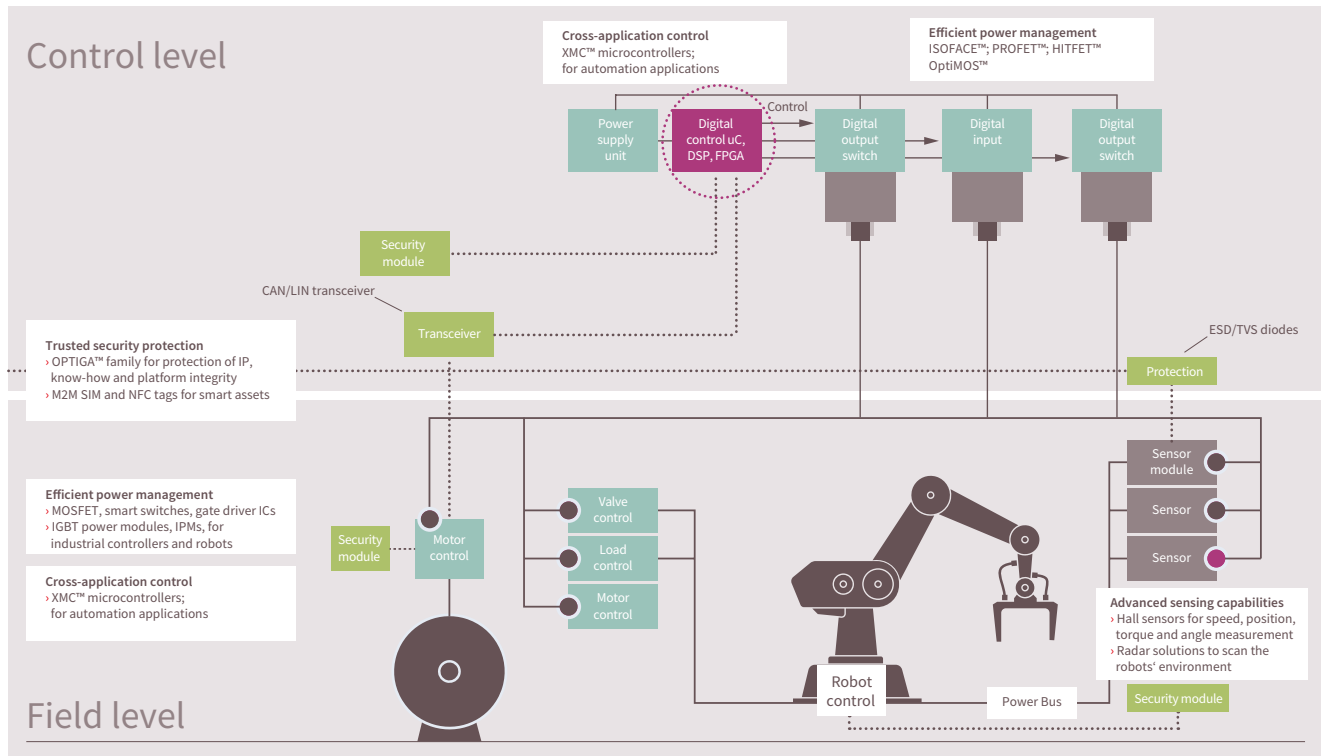 Control level
Cross-application control
XMC™ microcontrollers;
for automation applications
Efficient power management
ISOFACE™; PROFET™; HITFET™
OptiMOS™
Control
Power
supply
unit
Digital
control uC,
DSP, FPGA
Digital
output
switch
Digital
input
Digital
output
switch
Security
module
CAN/LIN transceiver
Transceiver
ESD/TVS diodes
Protection
Trusted security protection
› OPTIGA™ family for protection of IP,
know-how and platform integrity
› M2M SIM and NFC tags for smart assets
Efficient power management
› MOSFET, smart switches, gate driver ICs
› IGBT power modules, IPMs, for
industrial controllers and robots
Cross-application control
› XMC™ microcontrollers;
for automation applications
Security
module
Motor
control
Valve
control
Load
control
Motor
control
Sensor
module
Sensor
Sensor
Advanced sensing capabilities
› Hall sensors for speed, position,
torque and angle measurement
› Radar solutions to scan the
robots‘ environment
Robot
control
Power Bus
Security module
Field level